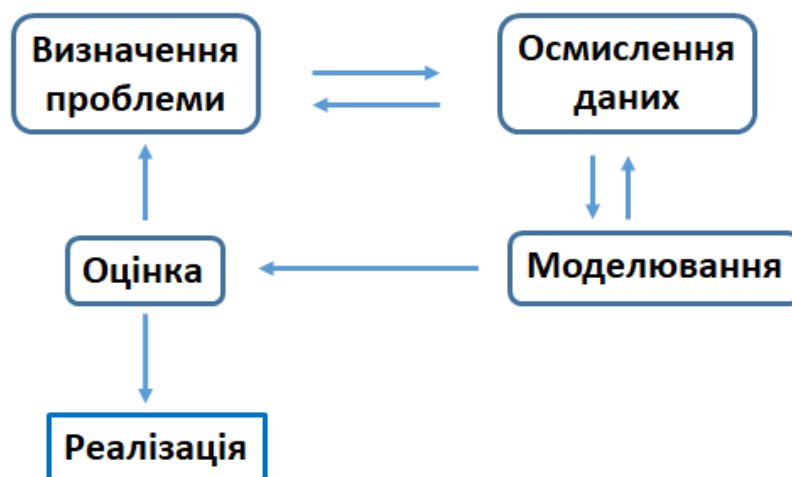 Визначення
проблеми
Осмислення
даних
Оцінка
Моделювання
Реалізація